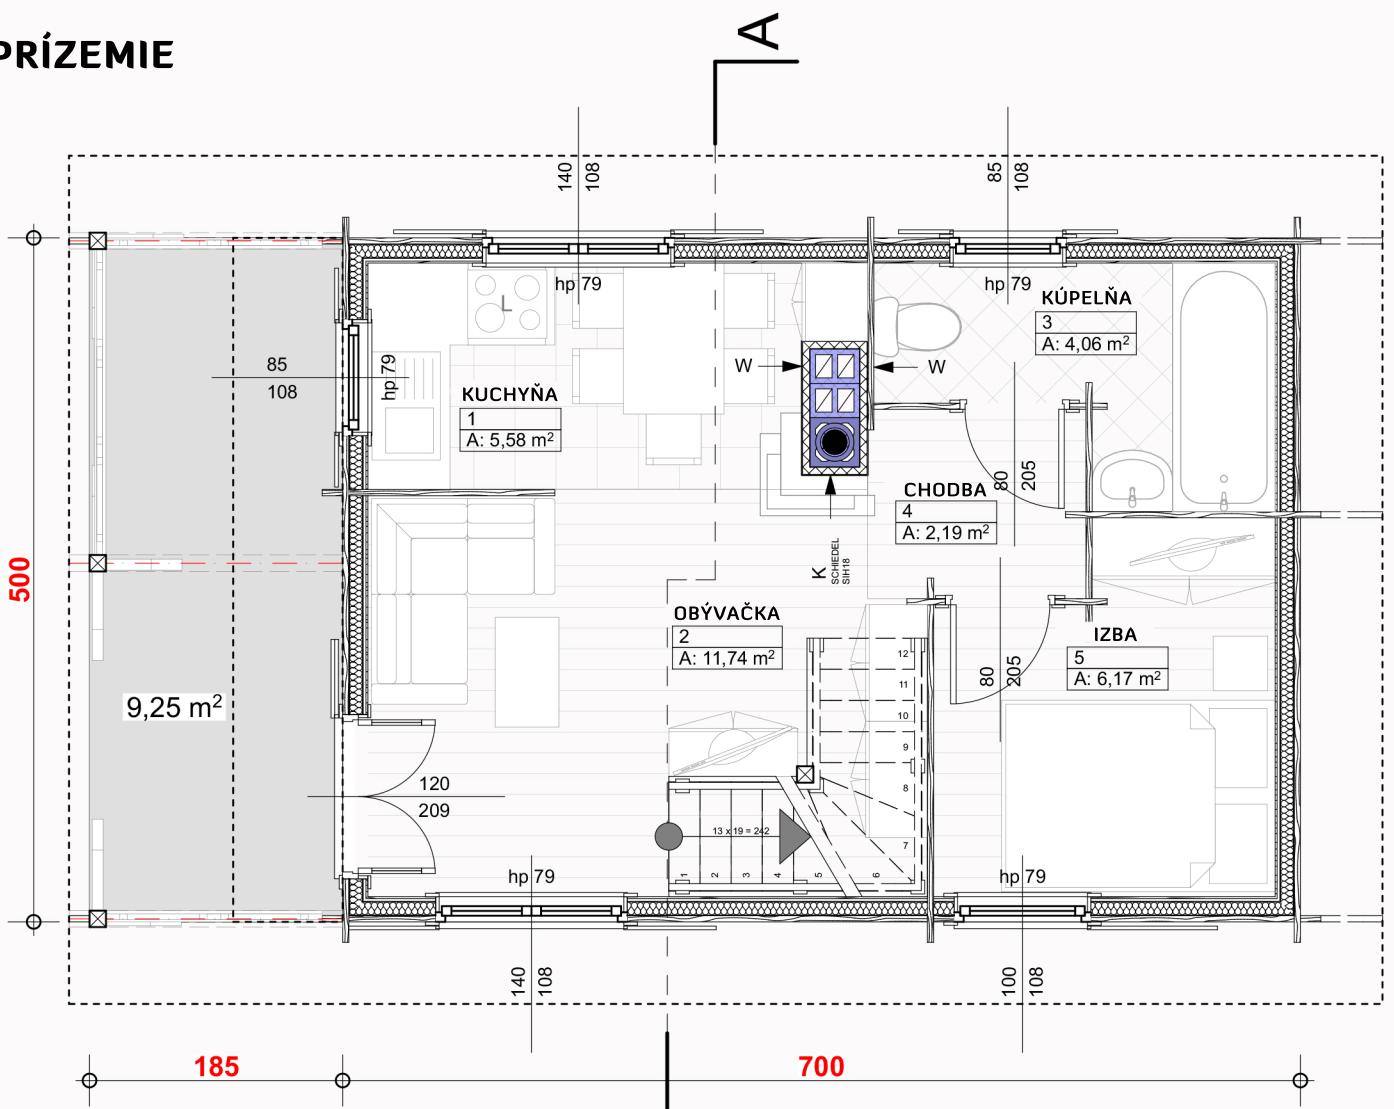 A
PRÍZEMIE
140
108
85
108
hp 79
hp 79
KÚPEĽŇA
3
A: 4,06 m²
85
108
hp 79
L
W
W
KUCHYŇA
1
A: 5,58 m²
80
205
CHODBA
4
A: 2,19 m²
K
SCHIEDEL
SIH18
500
OBÝVAČKA
2
A: 11,74 m²
IZBA
5
A: 6,17 m²
80
205
9,25 m²
12
11
10
9
8
7
120
209
13 x 19 = 242
1
2
3
4
5
6
hp 79
hp 79
140
108
100
108
185
700